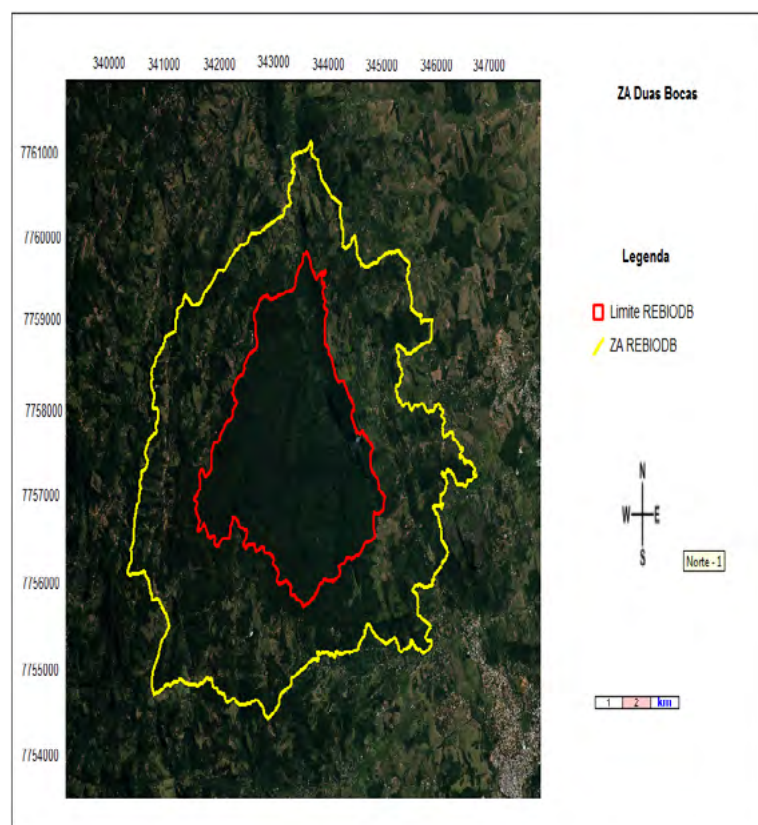 340000 341000 342000 343000 344000 345000 346000 347000
ZA Duas Bocas
7761000
7760000
Legenda
7759000
Limite REBIODB
ZA REBIODB
7758000
7757000
N
W E
S
Norte - 1
7756000
7755000
1 2 km
7754000